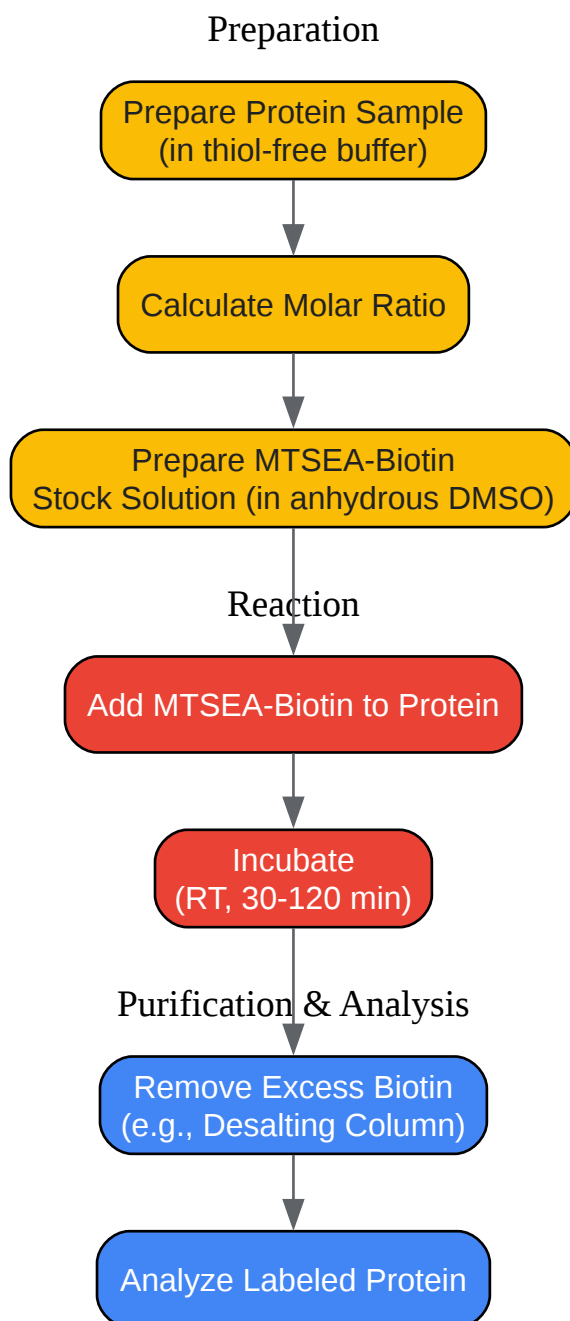 Preparation
Prepare Protein Sample
(in thiol-free buffer)
Calculate Molar Ratio
Prepare MTSEA-Biotin
Stock Solution (in anhydrous DMSO)
Reaction
Add MTSEA-Biotin to Protein
Incubate
(RT, 30-120 min)
Purification & Analysis
Remove Excess Biotin
(e.g., Desalting Column)
Analyze Labeled Protein